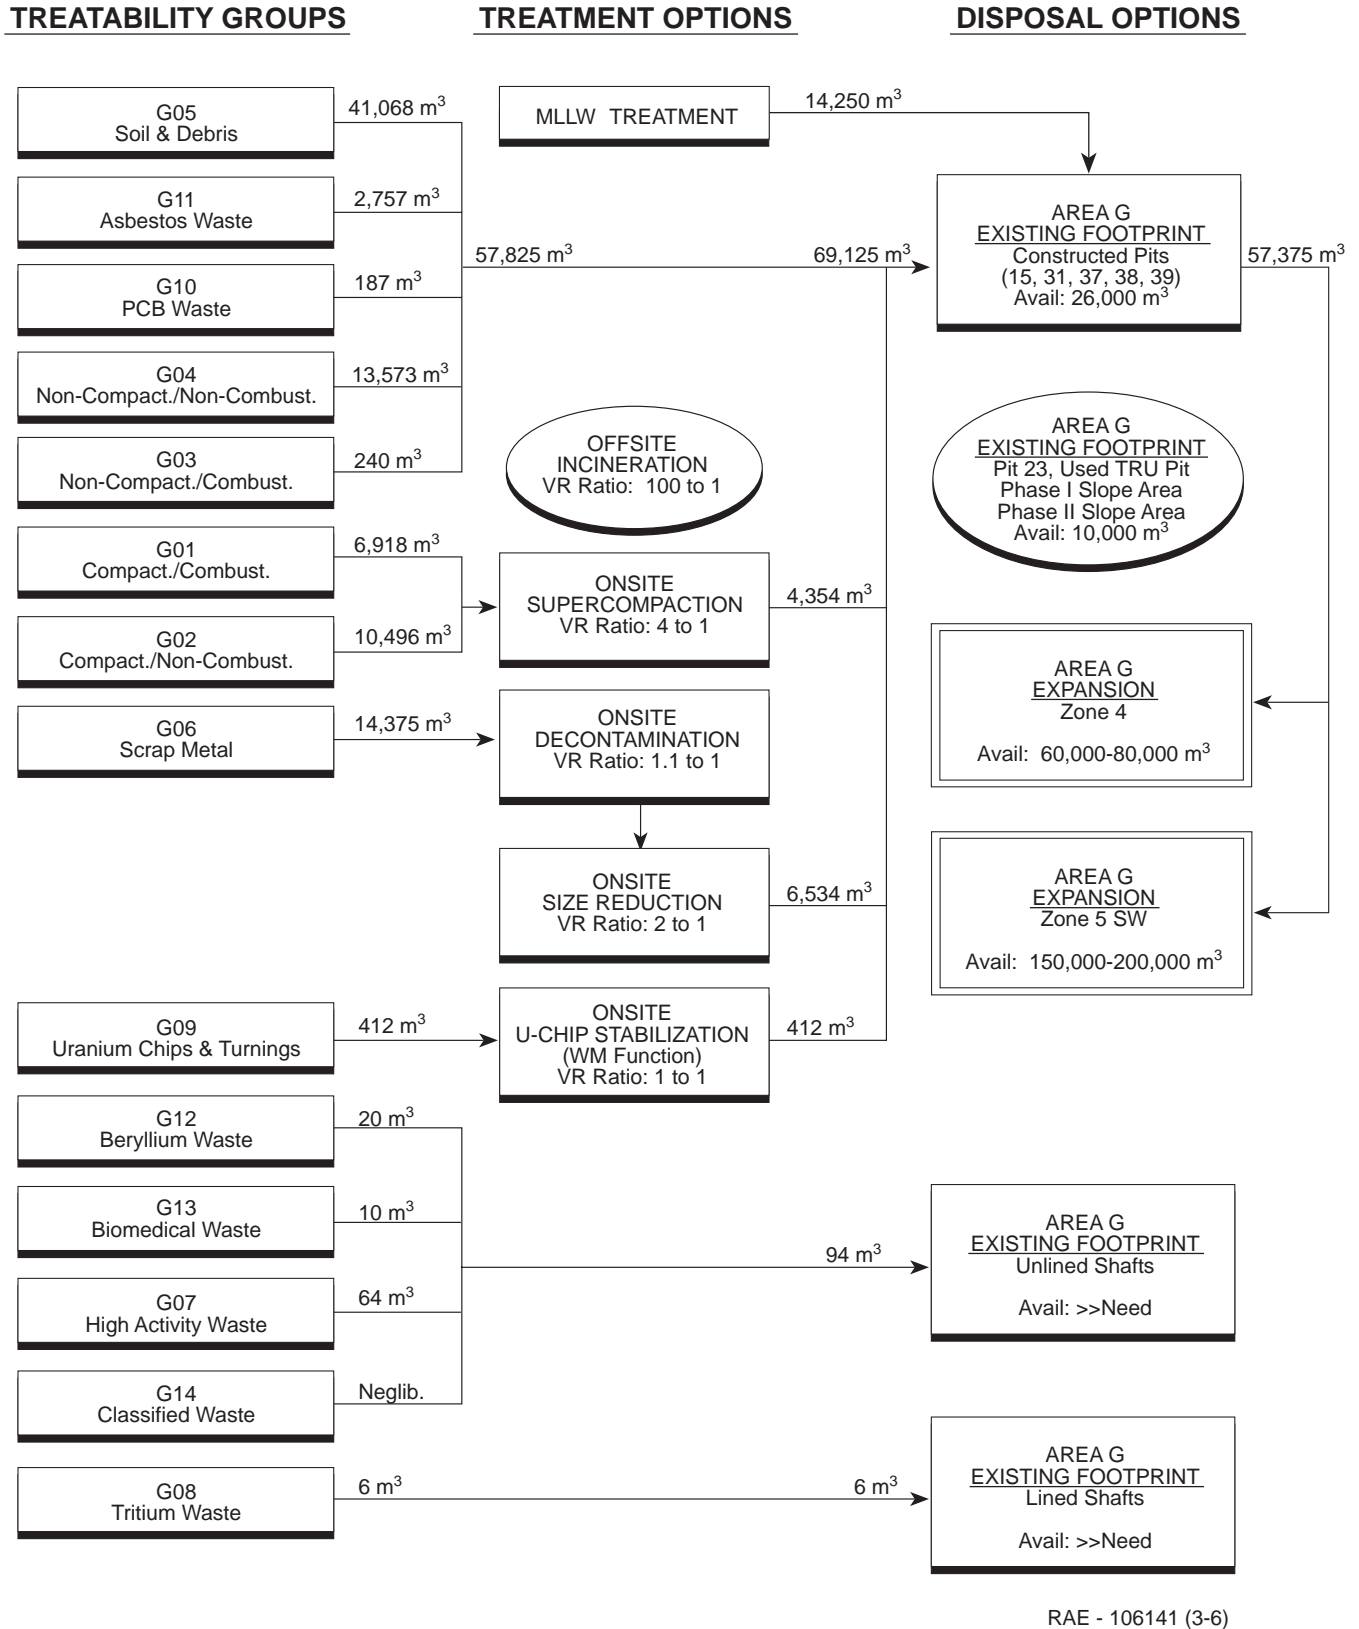 TREATABILITY GROUPS
TREATMENT OPTIONS
DISPOSAL OPTIONS
G05
Soil & Debris
41,068 m³
G11
Asbestos Waste
2,757 m³
G10
PCB Waste
187 m³
G04
Non-Compact./Non-Combust.
13,573 m³
G03
Non-Compact./Combust.
240 m³
G01
Compact./Combust.
6,918 m³
G02
Compact./Non-Combust.
10,496 m³
G06
Scrap Metal
14,375 m³
G09
Uranium Chips & Turnings
412 m³
G12
Beryllium Waste
20 m³
G13
Biomedical Waste
10 m³
G07
High Activity Waste
64 m³
G14
Classified Waste
Neglib.
G08
Tritium Waste
6 m³
MLLW TREATMENT
14,250 m³
57,825 m³
69,125 m³
OFFSITE
INCINERATION
VR Ratio: 100 to 1
ONSITE
SUPERCOMPACTION
VR Ratio: 4 to 1
4,354 m³
ONSITE
DECONTAMINATION
VR Ratio: 1.1 to 1
ONSITE
SIZE REDUCTION
VR Ratio: 2 to 1
6,534 m³
ONSITE
U-CHIP STABILIZATION
(WM Function)
VR Ratio: 1 to 1
412 m³
94 m³
6 m³
AREA G
EXISTING FOOTPRINT
Constructed Pits
(15, 31, 37, 38, 39)
Avail: 26,000 m³
57,375 m³
AREA G
EXISTING FOOTPRINT
Pit 23, Used TRU Pit
Phase I Slope Area
Phase II Slope Area
Avail: 10,000 m³
AREA G
EXPANSION
Zone 4
Avail: 60,000-80,000 m³
AREA G
EXPANSION
Zone 5 SW
Avail: 150,000-200,000 m³
AREA G
EXISTING FOOTPRINT
Unlined Shafts
Avail: >>Need
AREA G
EXISTING FOOTPRINT
Lined Shafts
Avail: >>Need
RAE - 106141 (3-6)